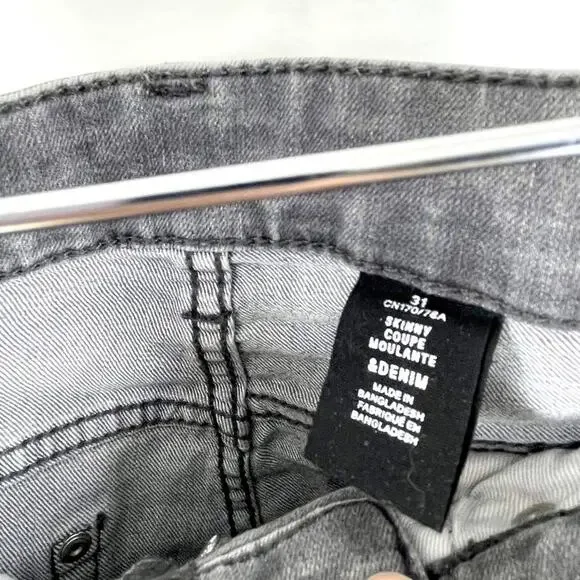 31
CN170/78A
SKINNY
COUPE
MOULANTE
&DENIM
MADE IN
BANGLADESH
FABRIQUÉ EN
BANGLADESH